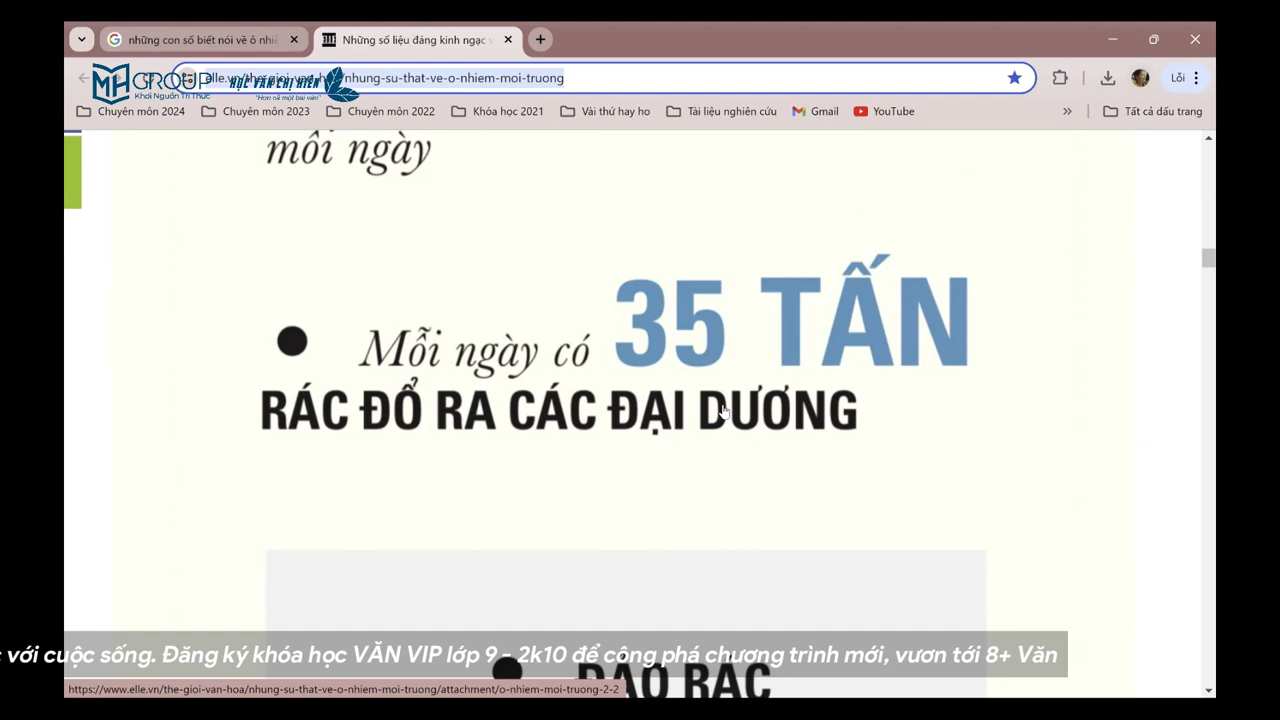 những con số biết nói về ô nhiễ
Những số liệu đáng kinh ngạc v
elle.vn/the-gioi-van-hoa/nhung-su-that-ve-o-nhiem-moi-truong
Lỗi
MH GROUP
Khơi Nguồn Tri Thức
HỌC VĂN CHỊ HIÊN
"Hơn cả một bài văn"
Chuyên môn 2024
Chuyên môn 2023
Chuyên môn 2022
Khóa học 2021
Vài thứ hay ho
Tài liệu nghiên cứu
Gmail
YouTube
Tất cả dấu trang
mỗi ngày
Mỗi ngày có 35 TẤN
RÁC ĐỔ RA CÁC ĐẠI DƯƠNG
ĐẢO RÁC
với cuộc sống. Đăng ký khóa học VĂN VIP lớp 9 - 2k10 để công phá chương trình mới, vươn tới 8+ Văn
https://www.elle.vn/the-gioi-van-hoa/nhung-su-that-ve-o-nhiem-moi-truong/attachment/o-nhiem-moi-truong-2-2